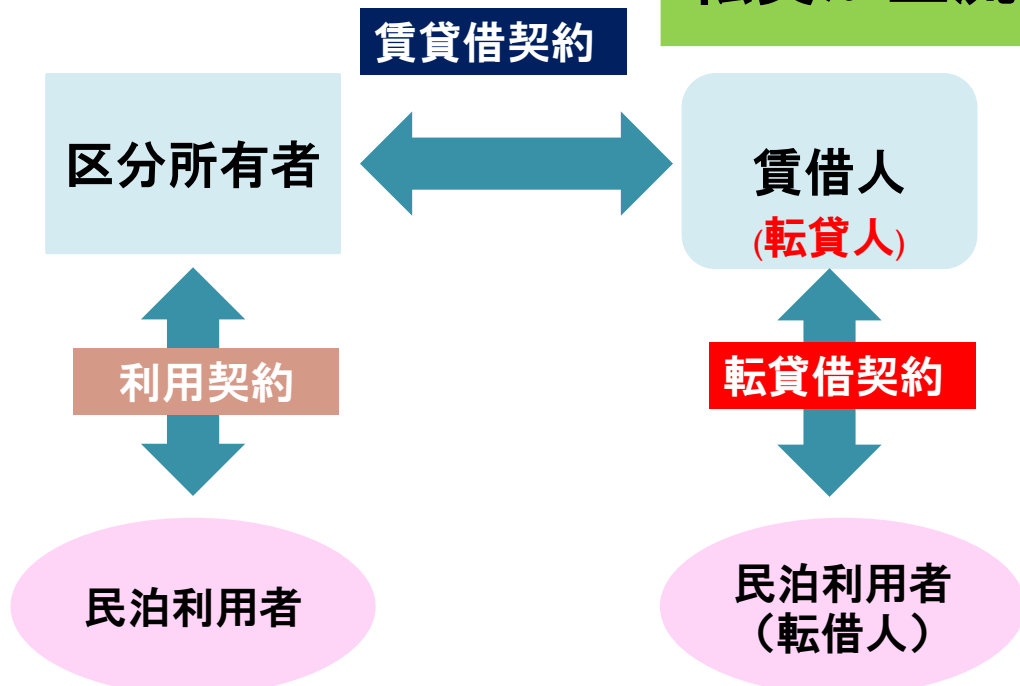 賃貸借契約
区分所有者
賃借人
(転貸人)
利用契約
転貸借契約
民泊利用者
民泊利用者
（転借人）